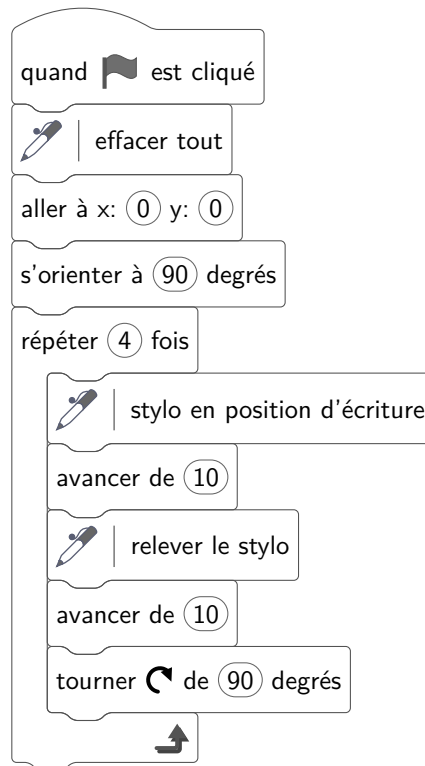 quand est cliqué
effacer tout
aller à x: 0 y: 0
s'orienter à 90 degrés
répéter 4 fois
stylo en position d'écriture
avancer de 10
relever le stylo
avancer de 10
tourner de 90 degrés